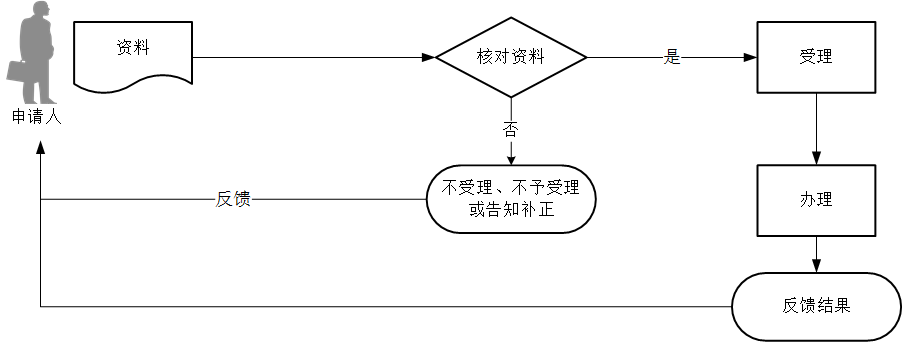 资料
申请人
核对资料
是
受理
否
不受理、不予受理
或告知补正
反馈
办理
反馈结果